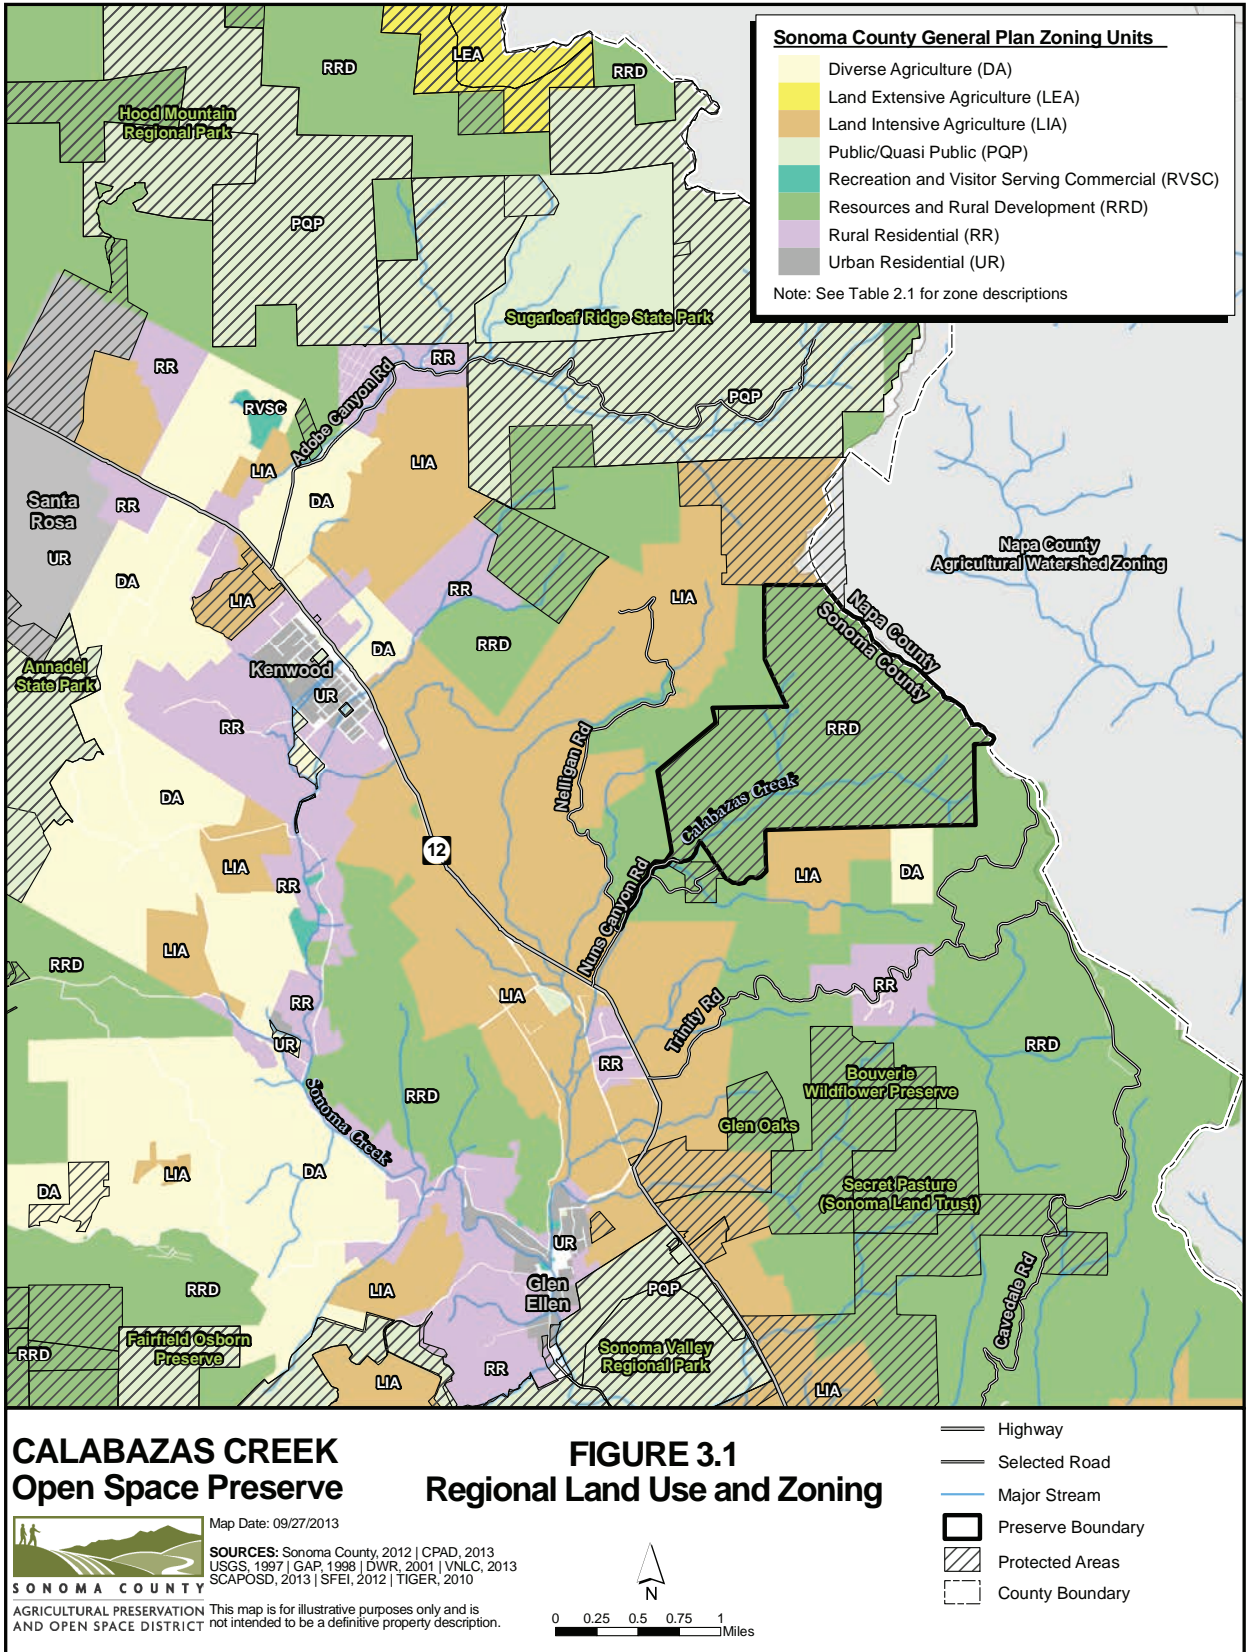 Sonoma County General Plan Zoning Units
Diverse Agriculture (DA)
Land Extensive Agriculture (LEA)
Land Intensive Agriculture (LIA)
Public/Quasi Public (PQP)
Recreation and Visitor Serving Commercial (RVSC)
Resources and Rural Development (RRD)
Rural Residential (RR)
Urban Residential (UR)
Note: See Table 2.1 for zone descriptions
LEA
RRD
RRD
Hood Mountain
Regional Park
PQP
Sugarloaf Ridge State Park
RR
RR
Adobe Canyon Rd
PQP
RVSC
LIA
LIA
DA
RR
Santa
Rosa
UR
Napa County
Agricultural Watershed Zoning
DA
LIA
RR
LIA
Napa County
Sonoma County
RRD
DA
Kenwood
UR
Annadel
State Park
RR
RRD
Nelligan Rd
DA
Calabazas Creek
12
LIA
RR
LIA
DA
Nuns Canyon Rd
LIA
RRD
RR
LIA
RR
Trinity Rd
UR
RR
RRD
Bouverie
Wildflower Preserve
RRD
Sonoma Creek
Glen Oaks
DA
LIA
DA
Secret Pasture
(Sonoma Land Trust)
UR
Cavedale Rd
RRD
LIA
Glen
Ellen
PQP
Fairfield Osborn
Preserve
RRD
Sonoma Valley
Regional Park
RR
LIA
LIA
CALABAZAS CREEK
Open Space Preserve
FIGURE 3.1
Regional Land Use and Zoning
Map Date: 09/27/2013
SOURCES: Sonoma County, 2012 | CPAD, 2013
USGS, 1997 | GAP, 1998 | DWR, 2001 | VNLC, 2013
SCAPOSD, 2013 | SFEI, 2012 | TIGER, 2010
This map is for illustrative purposes only and is
not intended to be a definitive property description.
SONOMA COUNTY
AGRICULTURAL PRESERVATION
AND OPEN SPACE DISTRICT
N
0 0.25 0.5 0.75 1
Miles
Highway
Selected Road
Major Stream
Preserve Boundary
Protected Areas
County Boundary